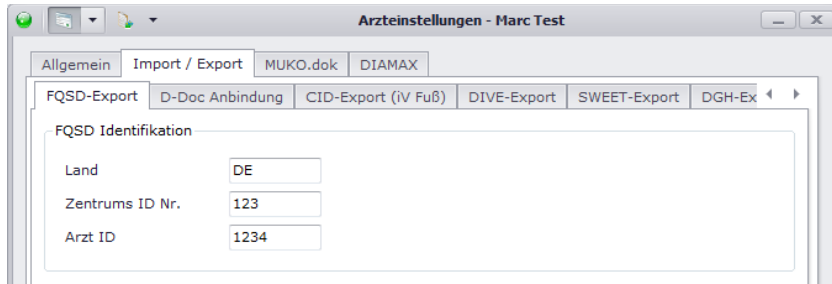 Arzteinstellungen - Marc Test
Allgemein Import / Export MUKO.dok DIAMAX
FQSD-Export D-Doc Anbindung CID-Export (iV Fuß) DIVE-Export SWEET-Export DGH-Ex
FQSD Identifikation
Land DE
Zentrums ID Nr. 123
Arzt ID 1234